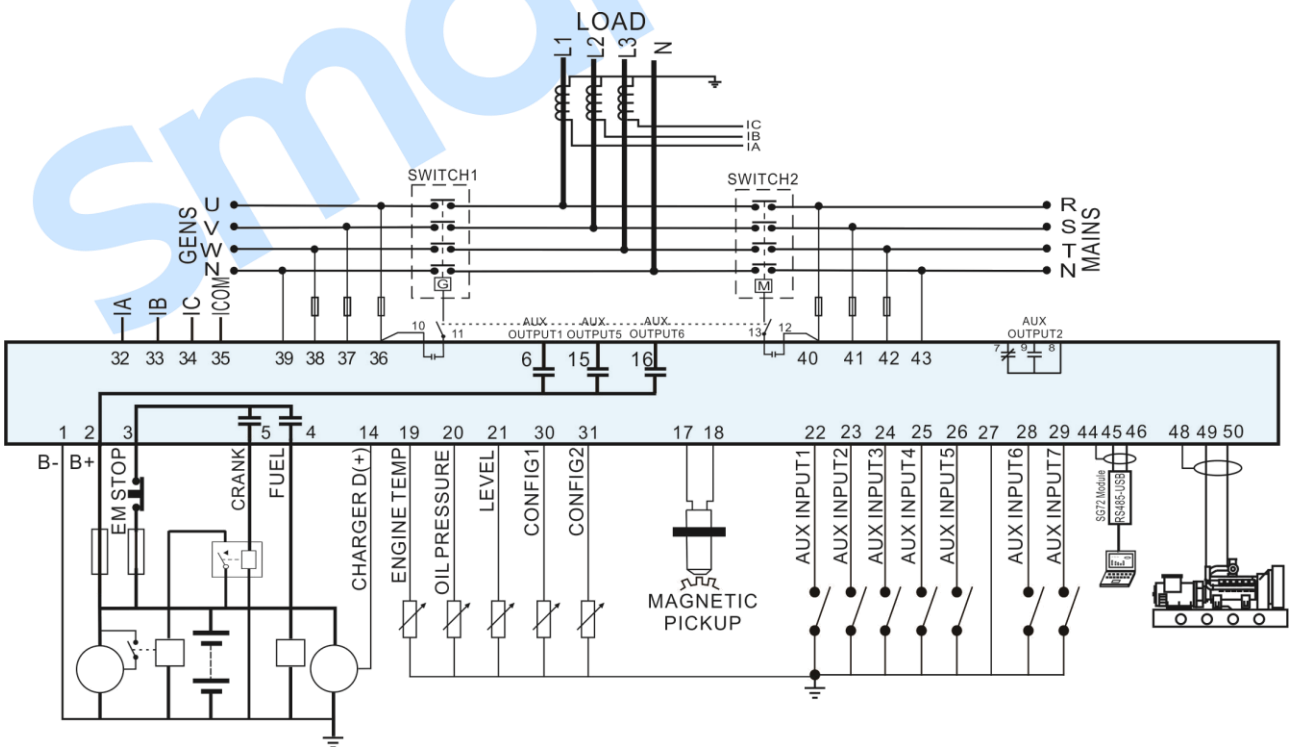 Smar
LOAD
L1 L2 L3 N
IC
IB
IA
SWITCH1
SWITCH2
GENS
U
V
W
N
R
S
T
N
MAINS
IA IB IC ICOM
10 11
AUX OUTPUT1
AUX OUTPUT5
AUX OUTPUT6
13 12
AUX OUTPUT2
G
M
32 33 34 35 39 38 37 36 6 15 16 40 41 42 43 7 9 8
1 2 3 5 4 14 19 20 21 30 31 17 18 22 23 24 25 26 27 28 29 44 45 46 48 49 50
B- B+
EM STOP
CRANK
FUEL
CHARGER D(+)
ENGINE TEMP
OIL PRESSURE
LEVEL
CONFIG1
CONFIG2
MAGNETIC
PICKUP
AUX INPUT1
AUX INPUT2
AUX INPUT3
AUX INPUT4
AUX INPUT5
AUX INPUT6
AUX INPUT7
SG72 Module
RS485-USB